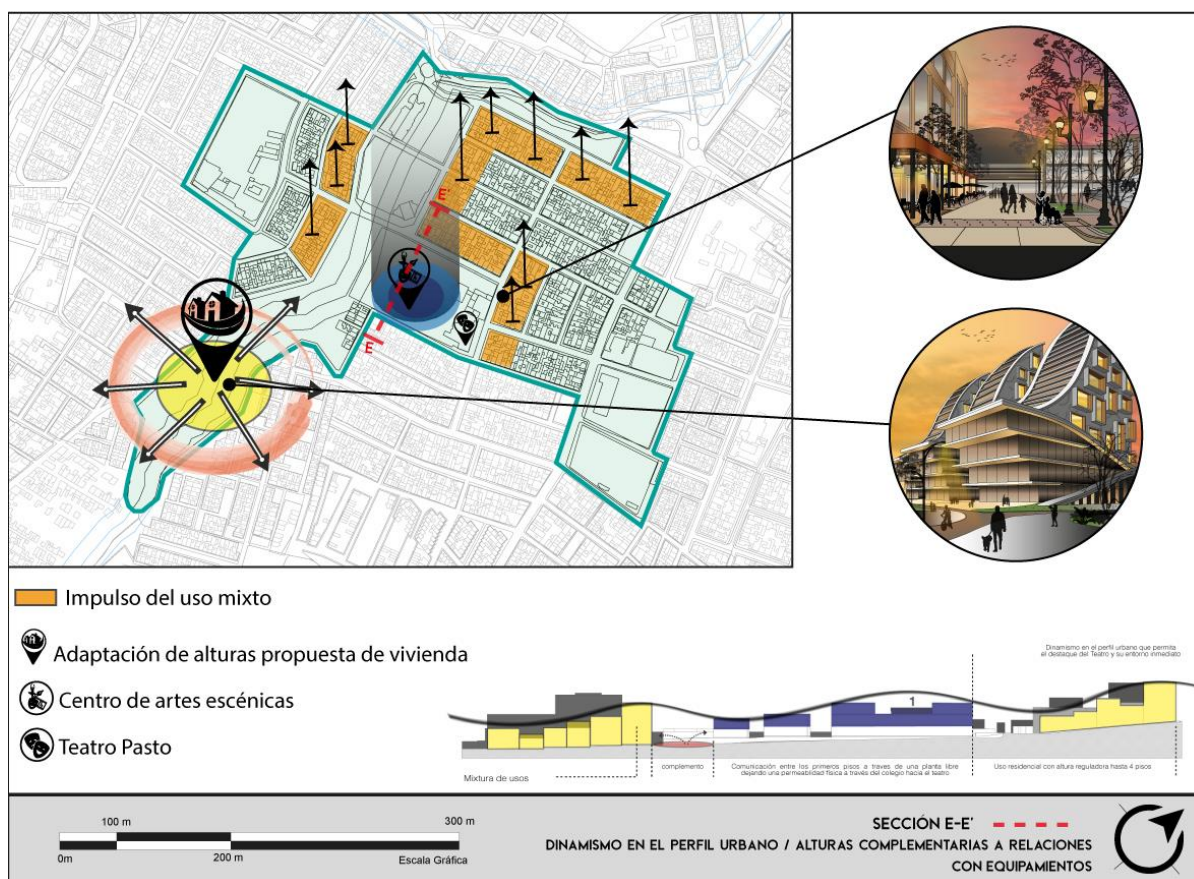 E'
E
Impulso del uso mixto
Adaptación de alturas propuesta de vivienda
Centro de artes escénicas
Teatro Pasto
Dinamismo en el perfil urbano que permita
el destaque del Teatro y su entorno inmediato
1
Mixtura de usos
complemento
Comunicación entre los primeros pisos a traves de una planta libre
dejando una permeabilidad física a través del colegio hacia el teatro
Uso residencial con altura reguladora hasta 4 pisos
100 m
300 m
0m
200 m
Escala Gráfica
SECCIÓN E-E'
DINAMISMO EN EL PERFIL URBANO / ALTURAS COMPLEMENTARIAS A RELACIONES
CON EQUIPAMIENTOS